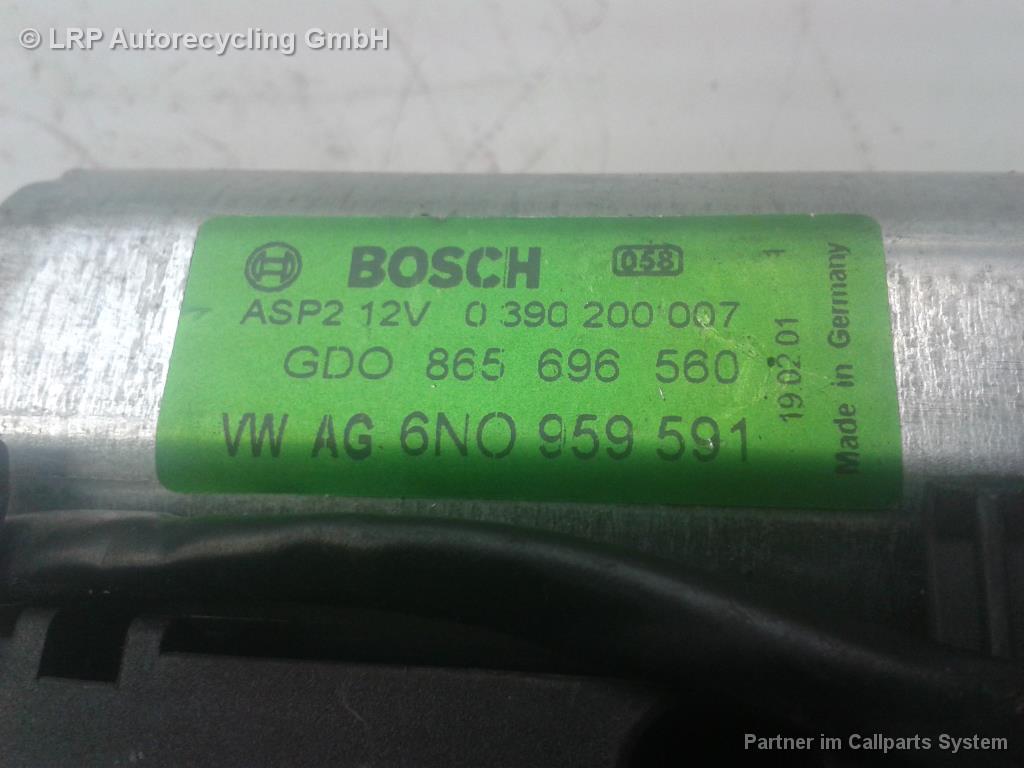 © LRP Autorecycling GmbH
BOSCH 058
ASP2 12V 0 390 200 007
GDO 865 696 560
VW AG 6N0 959 591
19.02.01 1
Made in Germany
Partner im Callparts System